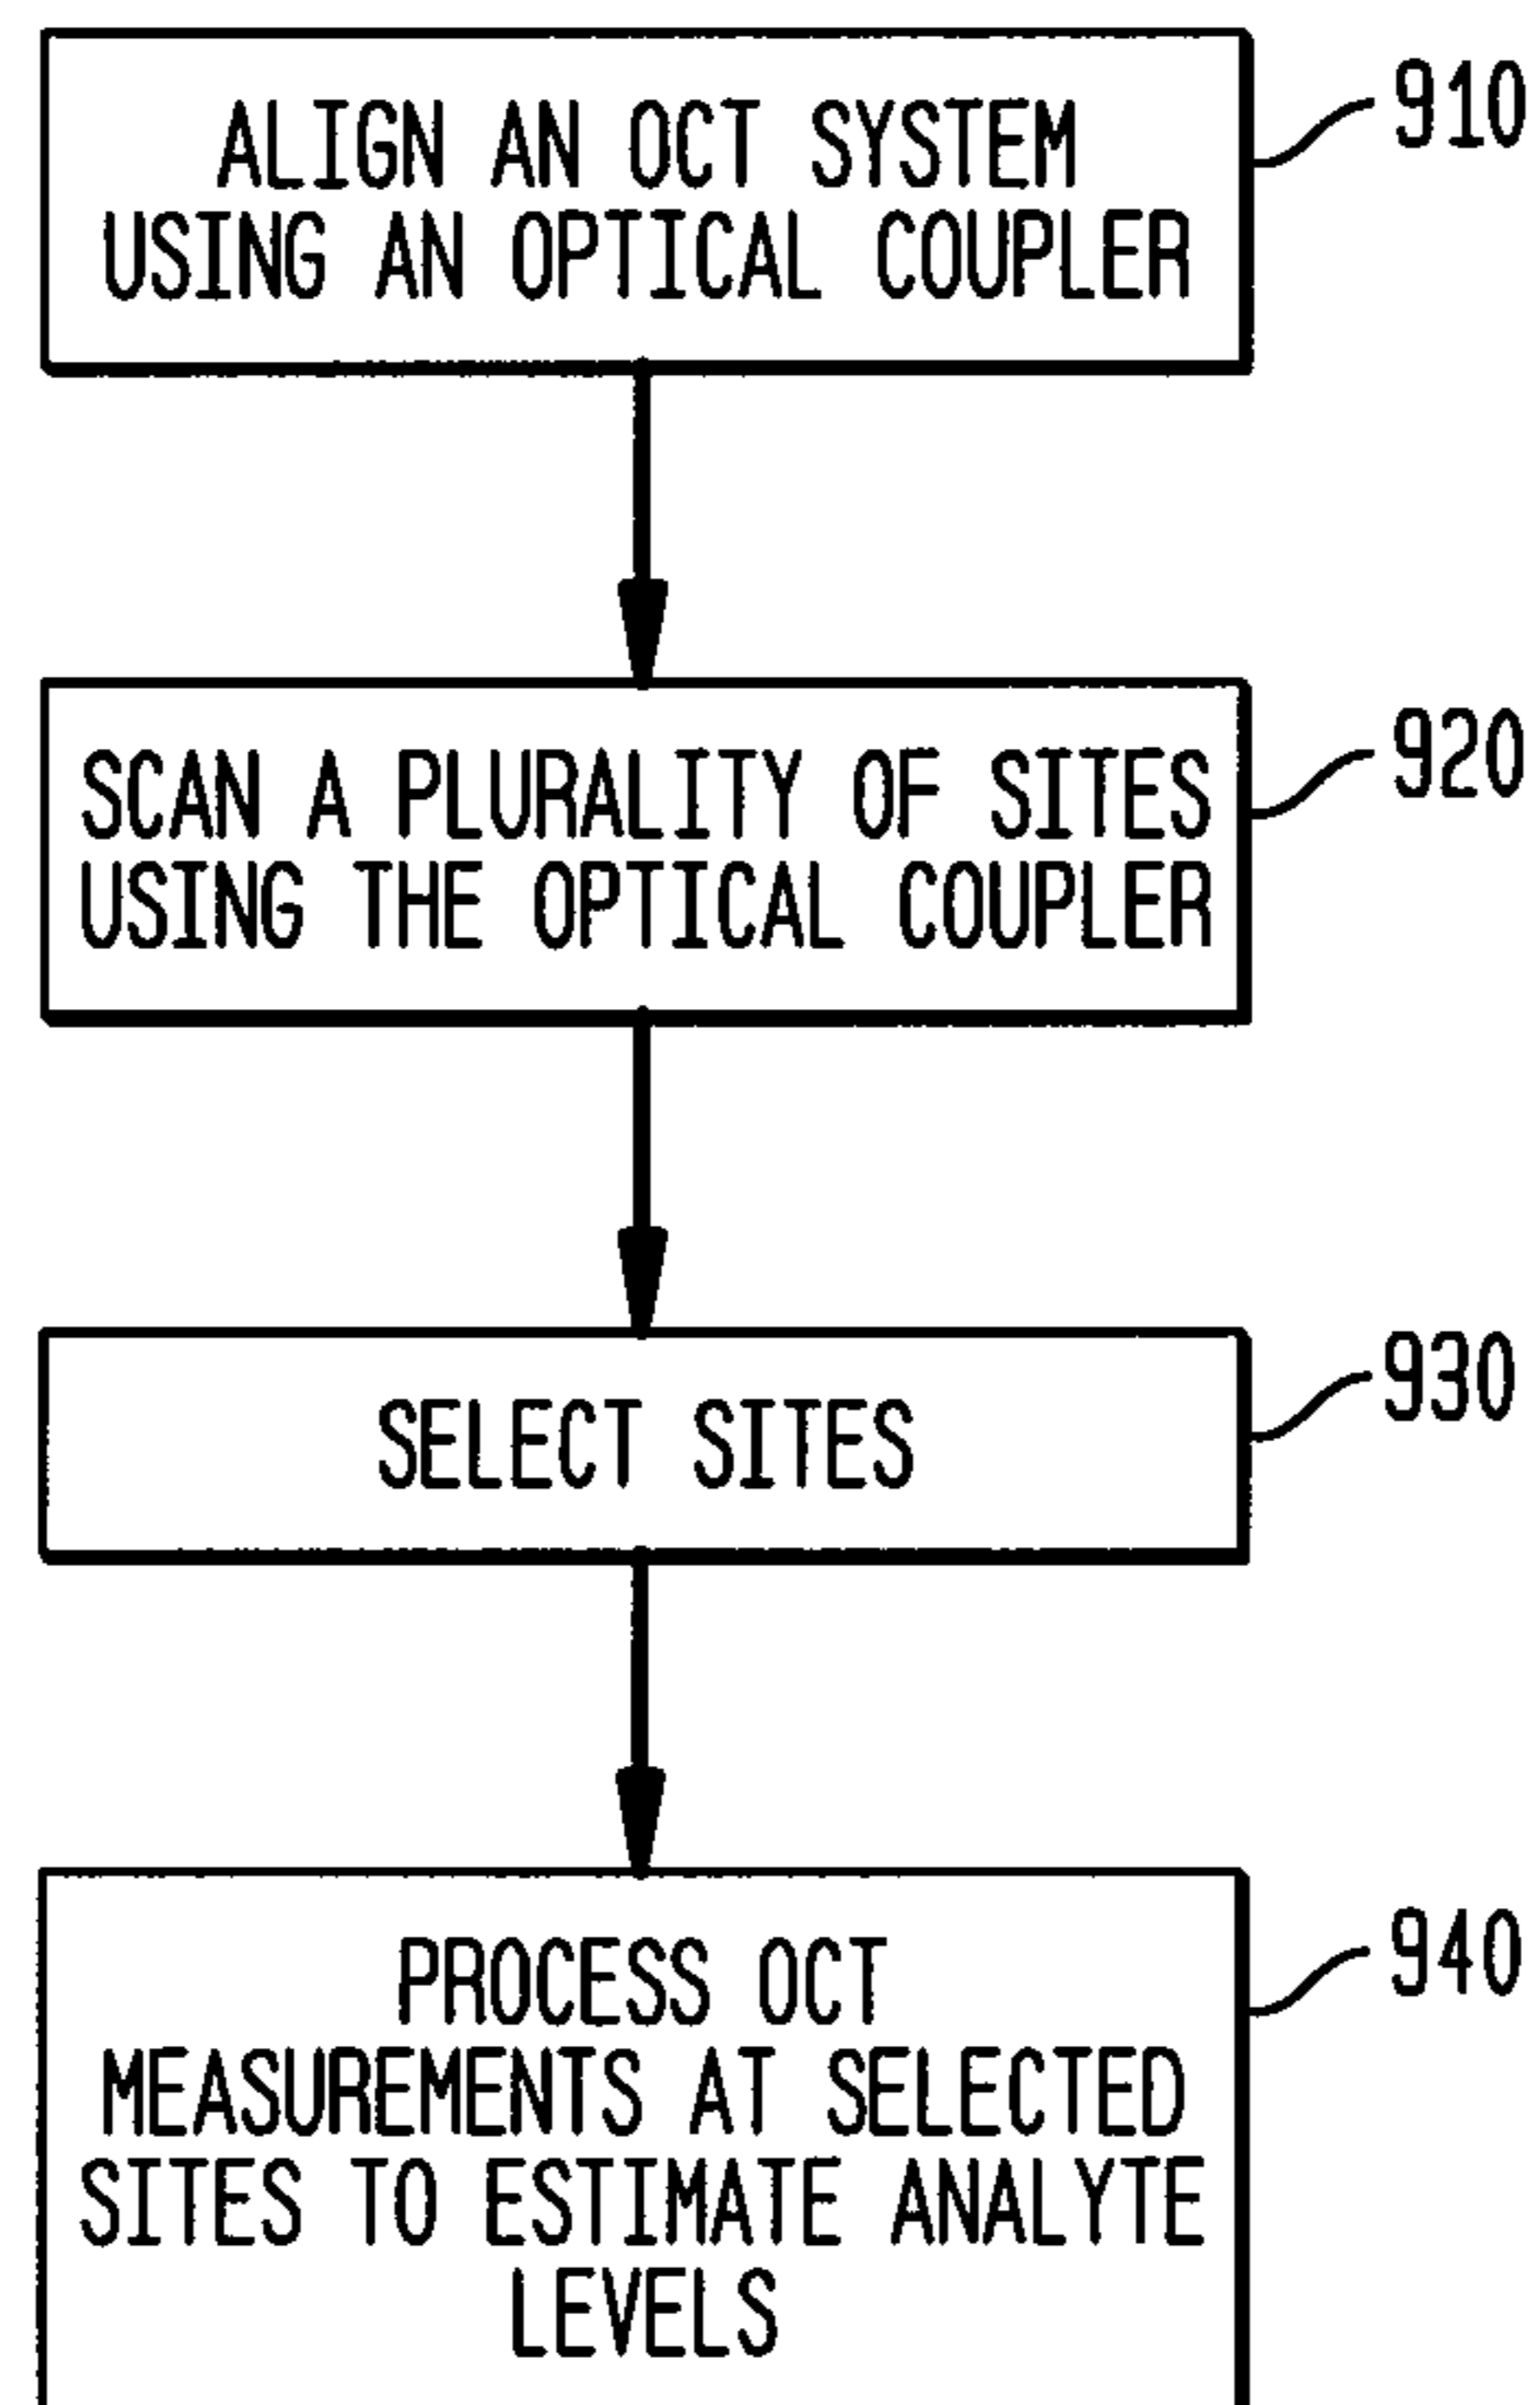 ALIGN AN OCT SYSTEM
USING AN OPTICAL COUPLER
910
SCAN A PLURALITY OF SITES
USING THE OPTICAL COUPLER
920
SELECT SITES
930
PROCESS OCT
MEASUREMENTS AT SELECTED
SITES TO ESTIMATE ANALYTE
LEVELS
940